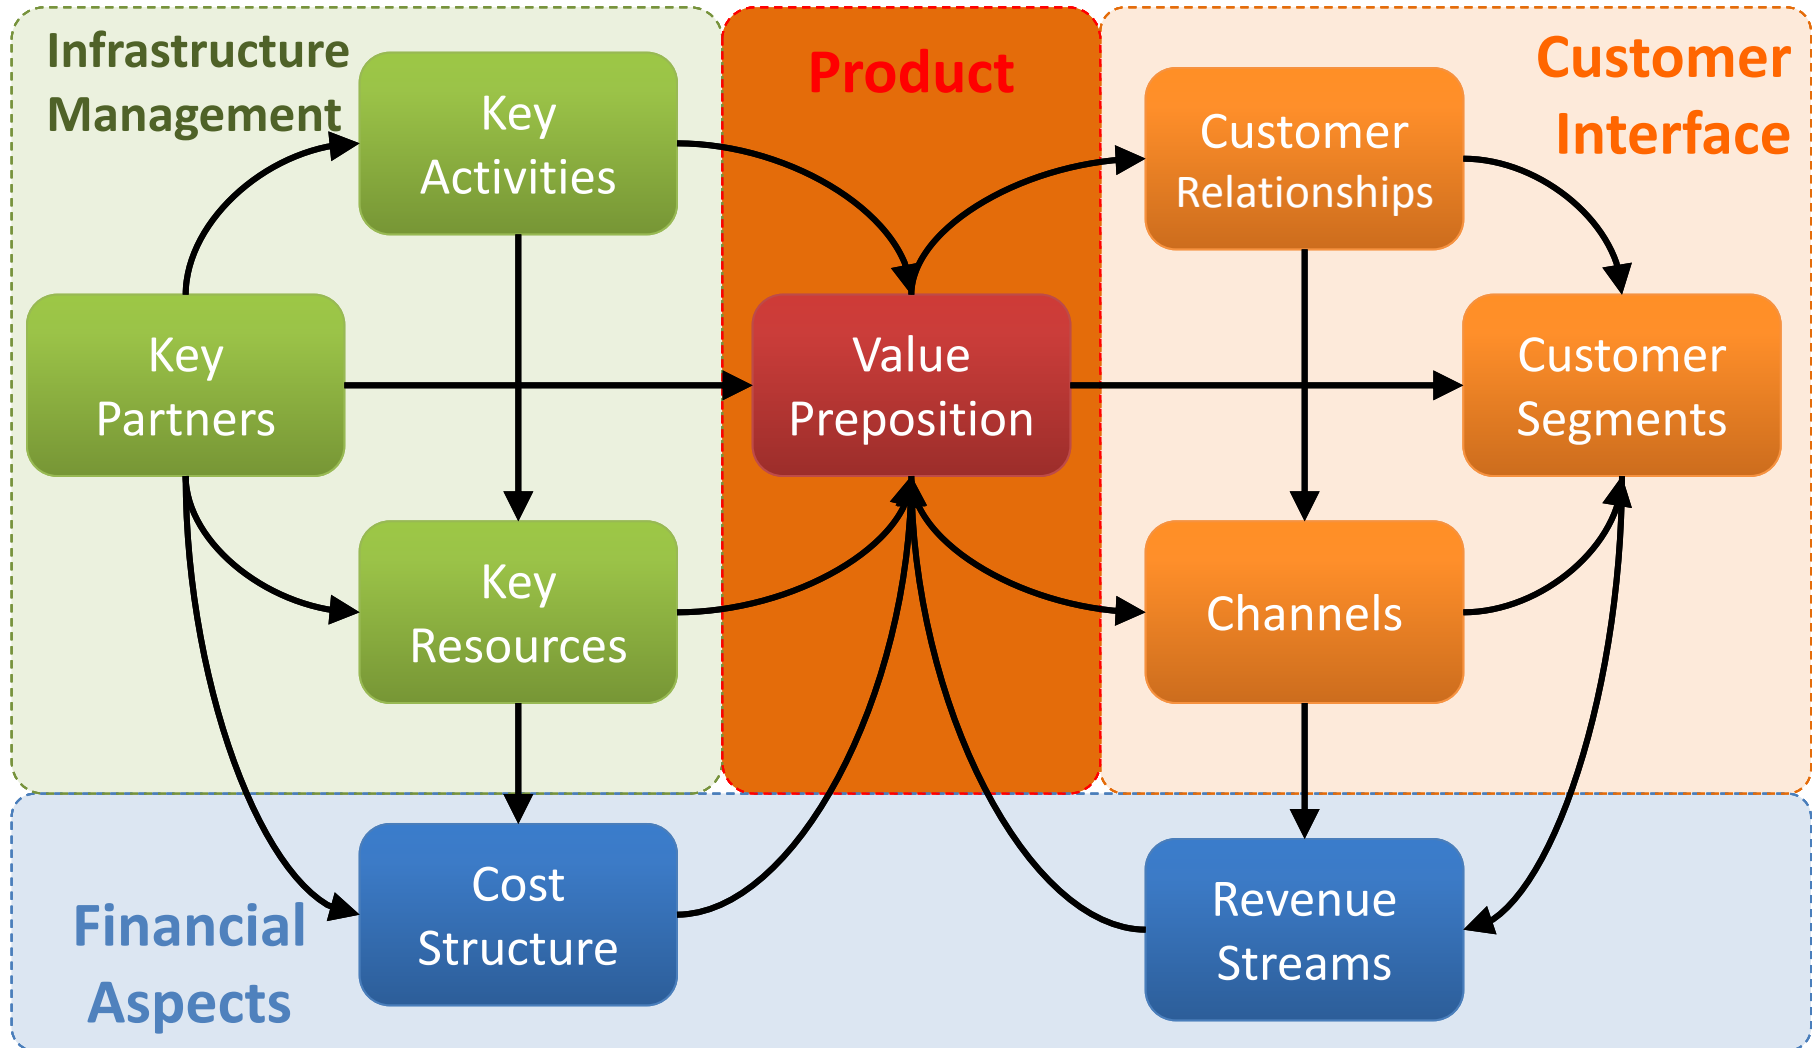 Infrastructure
Management
Key
Activities
Key
Partners
Key
Resources
Product
Value
Preposition
Customer
Interface
Customer
Relationships
Customer
Segments
Channels
Financial
Aspects
Cost
Structure
Revenue
Streams